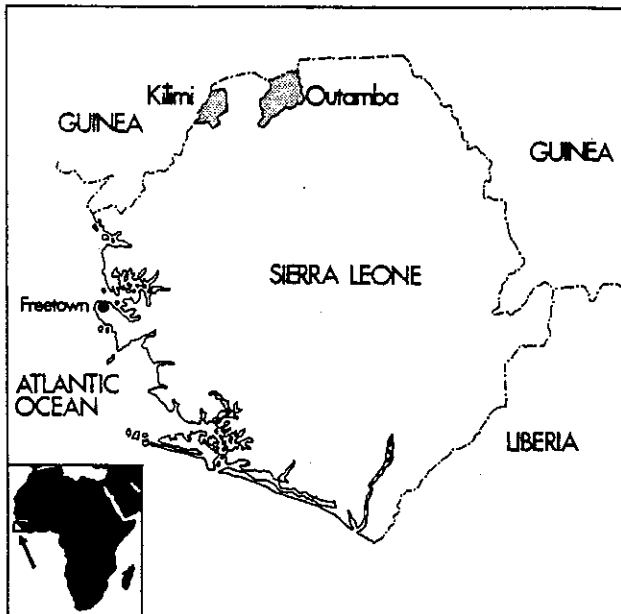 Kilimi
Outamba
GUINEA
GUINEA
SIERRA LEONE
Freetown
ATLANTIC
OCEAN
LIBERIA